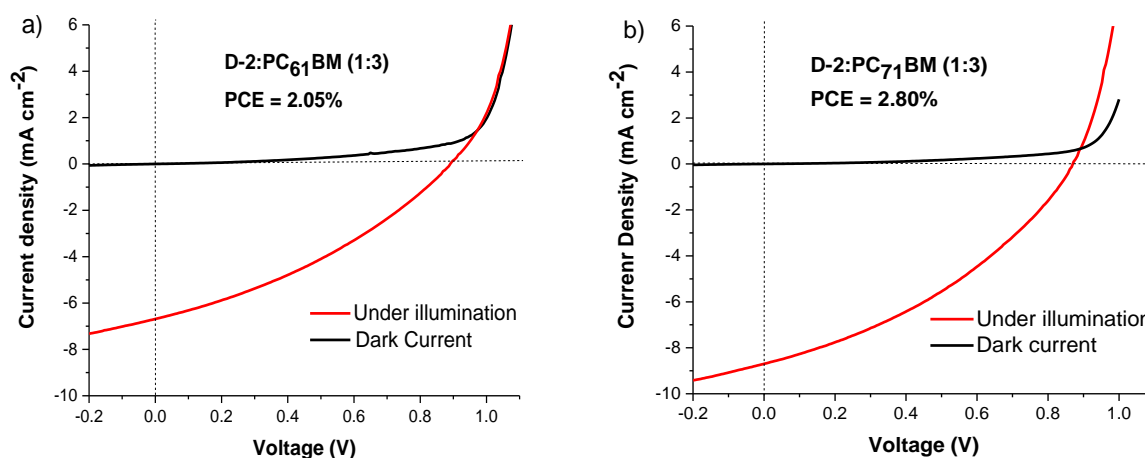 a)
D-2:PC61BM (1:3)
PCE = 2.05%
Current density (mA cm-2)
6
4
2
0
-2
-4
-6
-8
-10
Under illumination
Dark Current
-0.2 0.0 0.2 0.4 0.6 0.8 1.0
Voltage (V)
b)
D-2:PC71BM (1:3)
PCE = 2.80%
Currenr Density (mA cm-2)
6
4
2
0
-2
-4
-6
-8
-10
Under illumination
Dark current
-0.2 0.0 0.2 0.4 0.6 0.8 1.0
Voltage (V)